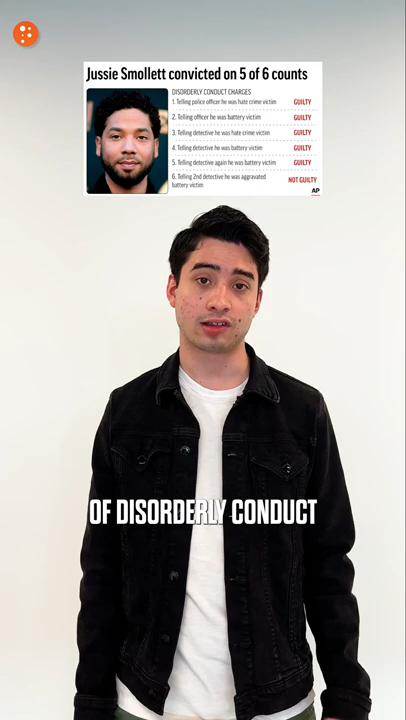 Jussie Smollett convicted on 5 of 6 counts
DISORDERLY CONDUCT CHARGES
1. Telling police officer he was hate crime victim GUILTY
2. Telling officer he was battery victim GUILTY
3. Telling detective he was hate crime victim GUILTY
4. Telling detective he was battery victim GUILTY
5. Telling detective again he was battery victim GUILTY
6. Telling 2nd detective he was aggravated
battery victim NOT GUILTY
AP
OF DISORDERLY CONDUCT